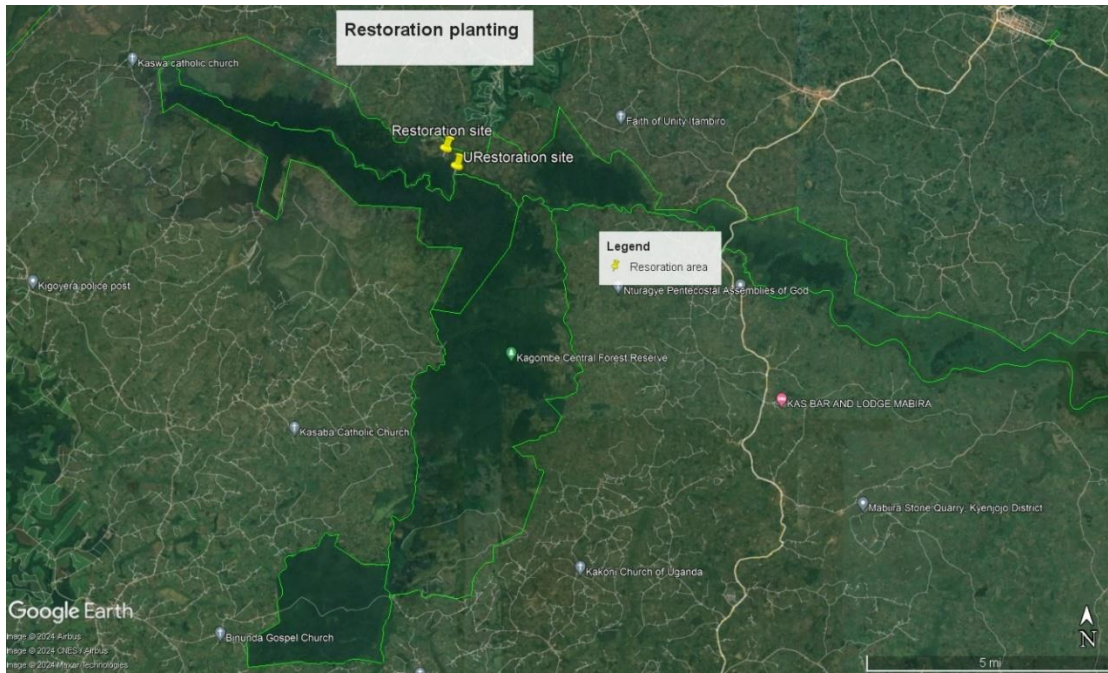 Restoration planting
Kaswa catholic church
Faith of Unity Itambiro
Restoration site
URestoration site
Legend
Resoration area
Kigoyera police post
Nturagye Pentecostal Assemblies of God
Kagombe Central Forest Reserve
KAS BAR AND LODGE MABIRA
Kasaba Catholic Church
Mabiira Stone Quarry, Kyenjojo District
Kakoni Church of Uganda
Google Earth
Image © 2024 Airbus
Image © 2024 CNES / Airbus
Image © 2024 Maxar Technologies
Binunda Gospel Church
N
5 mi